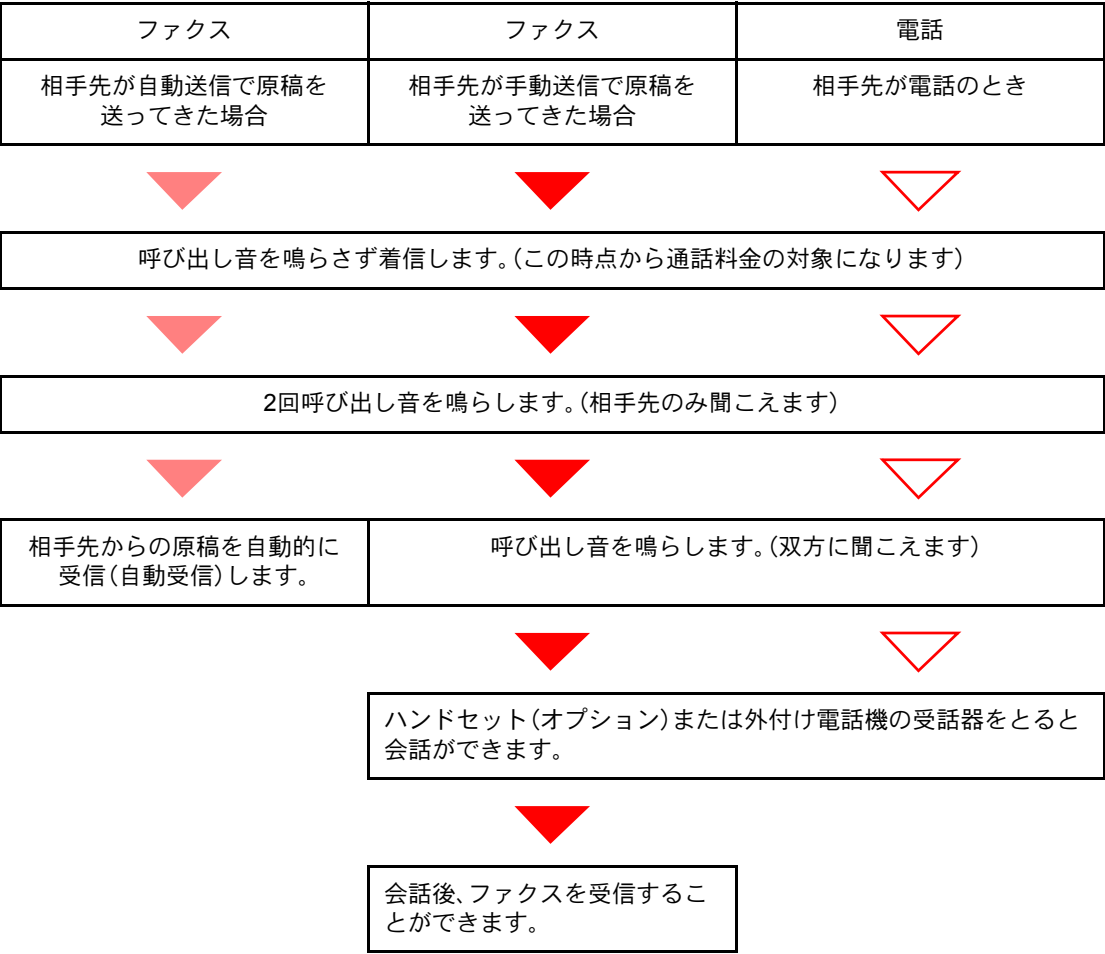 ファクス
ファクス
電話
相手先が自動送信で原稿を
送ってきた場合
相手先が手動送信で原稿を
送ってきた場合
相手先が電話のとき
呼び出し音を鳴らさず着信します。(この時点から通話料金の対象になります)
2回呼び出し音を鳴らします。(相手先のみ聞こえます)
相手先からの原稿を自動的に
受信(自動受信)します。
呼び出し音を鳴らします。(双方に聞こえます)
ハンドセット(オプション)または外付け電話機の受話器をとると
会話ができます。
会話後、ファクスを受信するこ
とができます。